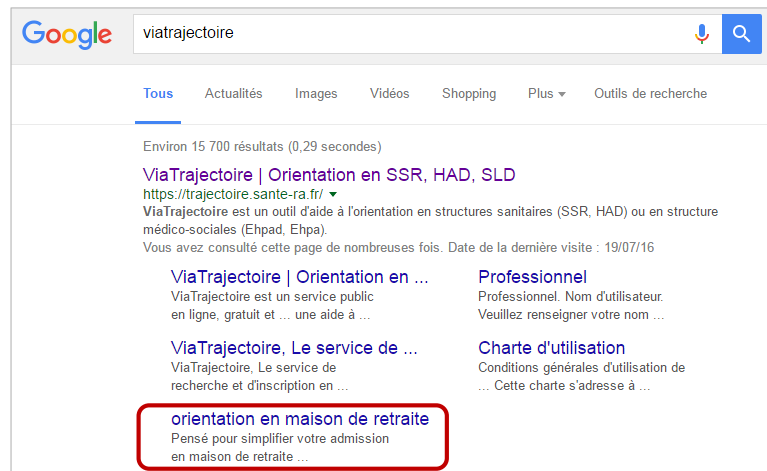 Google
viatrajectoire
Tous Actualités Images Vidéos Shopping Plus Outils de recherche
Environ 15 700 résultats (0,29 secondes)
ViaTrajectoire | Orientation en SSR, HAD, SLD
https://trajectoire.sante-ra.fr/
ViaTrajectoire est un outil d'aide à l'orientation en structures sanitaires (SSR, HAD) ou en structure
médico-sociales (Ehpad, Ehpa).
Vous avez consulté cette page de nombreuses fois. Date de la dernière visite : 19/07/16
ViaTrajectoire | Orientation en ...
ViaTrajectoire est un service public
en ligne, gratuit et ... une aide à ...
Professionnel
Professionnel. Nom d'utilisateur.
Veuillez renseigner votre nom ...
ViaTrajectoire, Le service de ...
ViaTrajectoire, Le service de
recherche et d'inscription en ...
Charte d'utilisation
Conditions générales d'utilisation de
... Cette charte s'adresse à ...
orientation en maison de retraite
Pensé pour simplifier votre admission
en maison de retraite ...